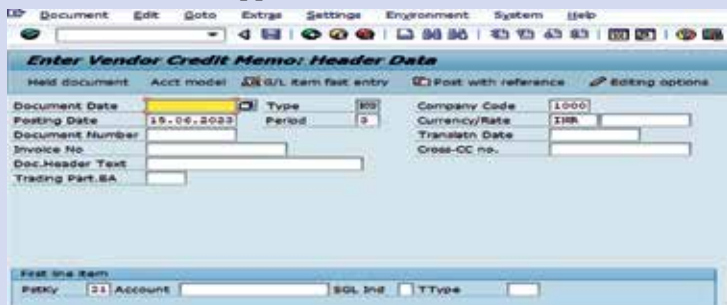 Document Edit Goto Extras Settings Environment System Help
Enter Vendor Credit Memo: Header Data
Held document Acct model G/L item fast entry Post with reference Editing options
Document Date Type Company Code 1000
Posting Date 15.06.2023 Period 3 Currency/Rate INR
Document Number Translatn Date
Invoice No Cross-CC no.
Doc.Header Text
Trading Part.BA
First line item
PstKy 21 Account SGL Ind TType